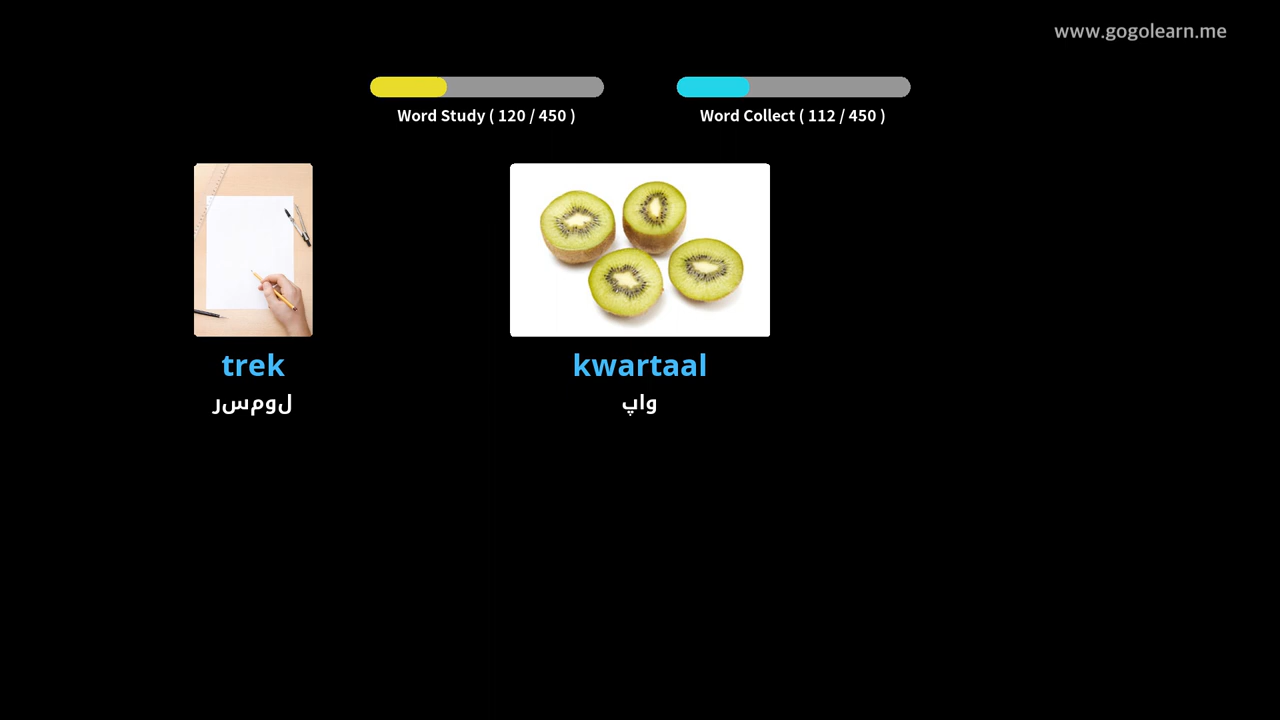 www.gogolearn.me
Word Study ( 120 / 450 )
Word Collect ( 112 / 450 )
trek
لومسر
kwartaal
واپ